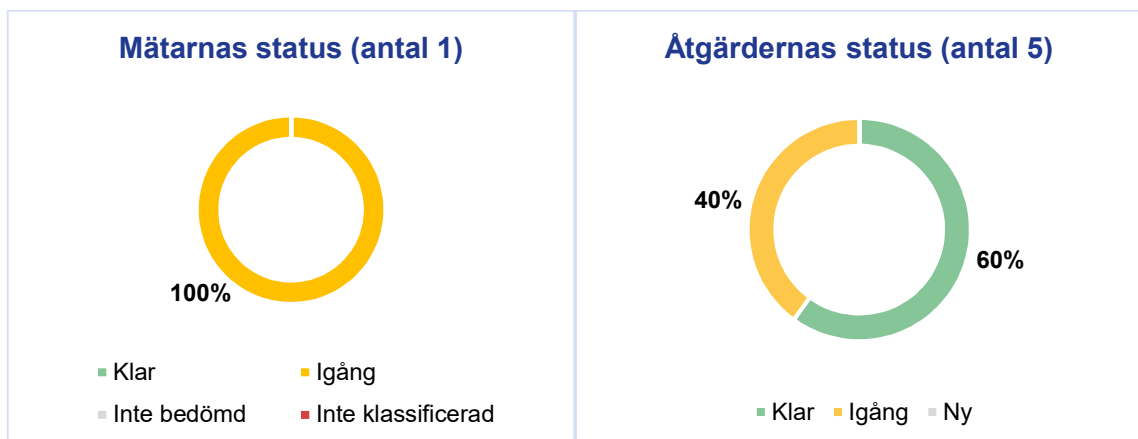 Mätarnas status (antal 1)
100%
Klar
Igång
Inte bedömd
Inte klassificerad
Åtgärdernas status (antal 5)
40%
60%
Klar Igång Ny